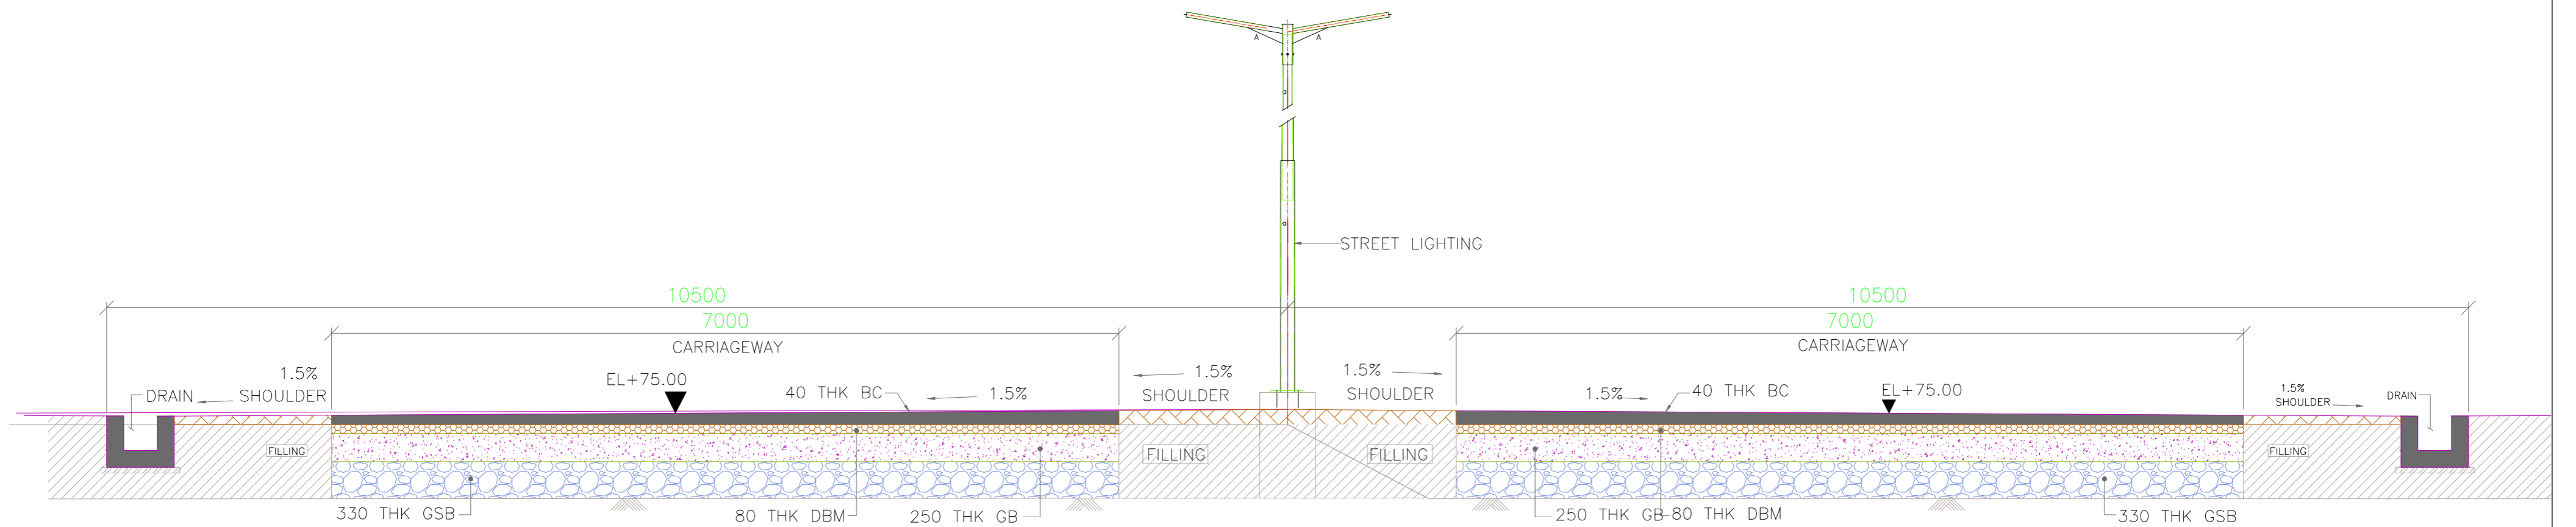 A A
STREET LIGHTING
10500 10500
7000 7000
CARRIAGEWAY CARRIAGEWAY
1.5% 1.5% 1.5%
EL+75.00 EL+75.00
DRAIN SHOULDER 40 THK BC 1.5% SHOULDER SHOULDER 1.5% 40 THK BC 1.5% DRAIN
SHOULDER
FILLING FILLING FILLING FILLING
330 THK GSB 80 THK DBM 250 THK GB 250 THK GB 80 THK DBM 330 THK GSB